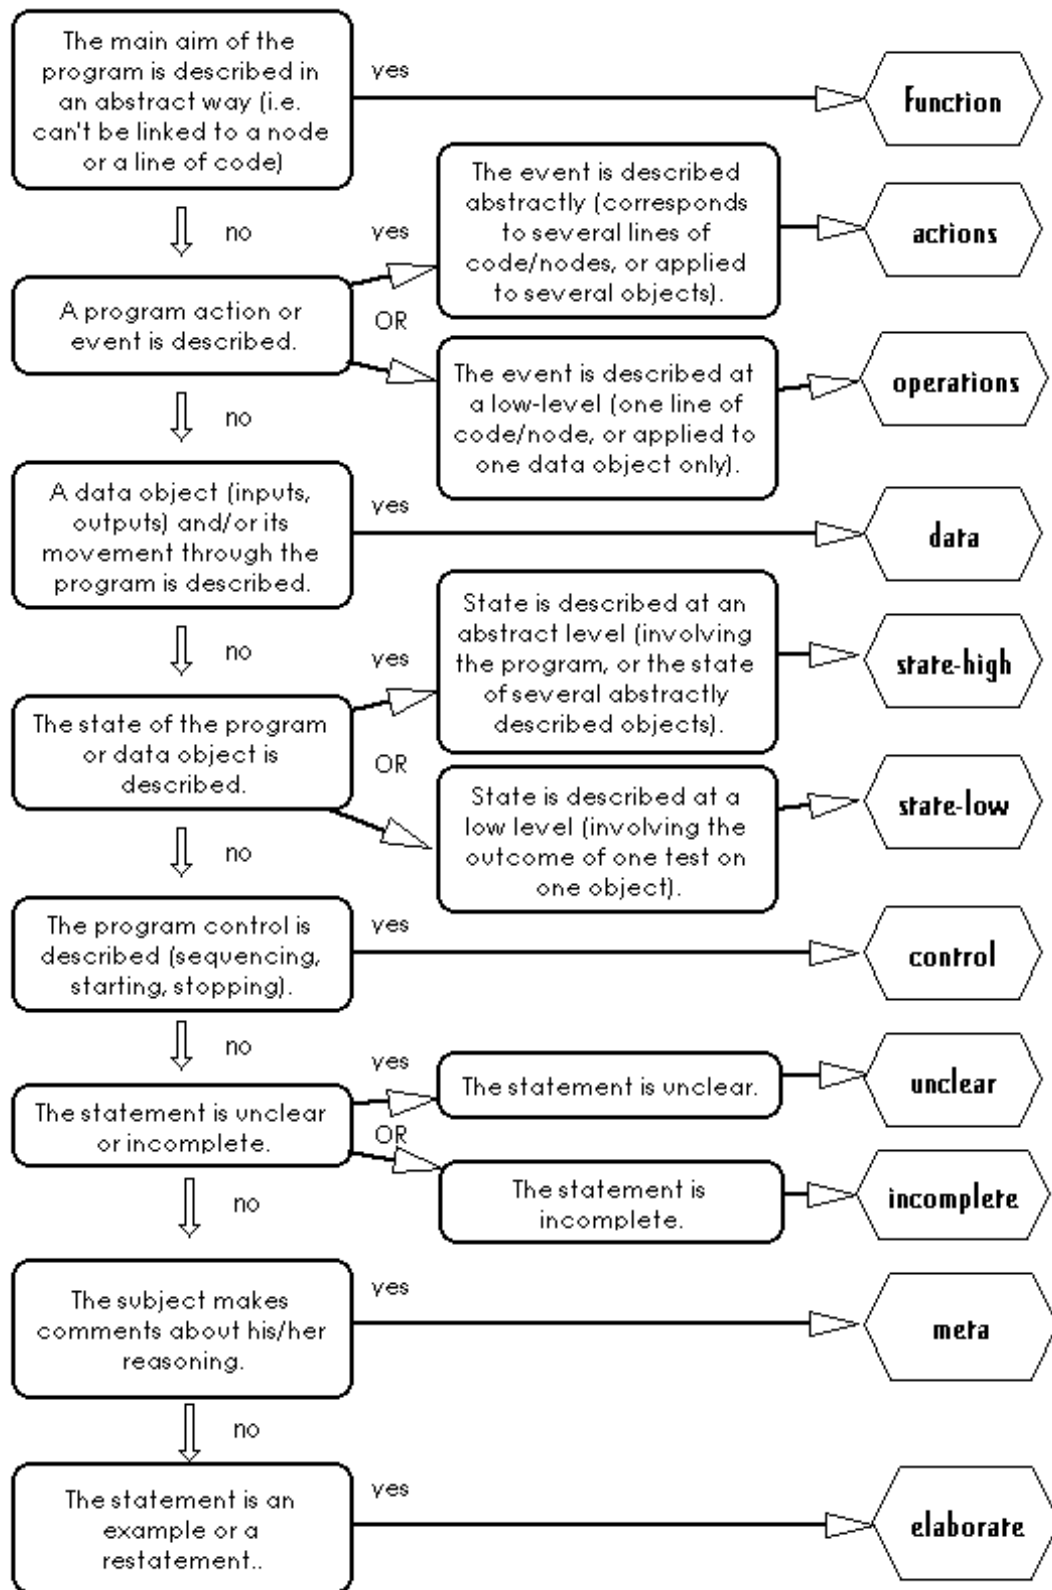 The main aim of the
program is described in
an abstract way (i.e.
can't be linked to a node
or a line of code)
yes
Function
no
The event is described
abstractly (corresponds
to several lines of
code/nodes, or applied
to several objects).
yes
actions
A program action or
event is described.
OR
The event is described at
a low-level (one line of
code/node, or applied to
one data object only).
operations
no
A data object (inputs,
outputs) and/or its
movement through the
program is described.
yes
data
no
State is described at an
abstract level (involving
the program, or the state
of several abstractly
described objects).
yes
state-high
The state of the program
or data object is
described.
OR
State is described at a
low level (involving the
outcome of one test on
one object).
state-low
no
The program control is
described (sequencing,
starting, stopping).
yes
control
no
The statement is unclear
or incomplete.
yes
The statement is unclear.
unclear
OR
The statement is
incomplete.
incomplete
no
The subject makes
comments about his/her
reasoning.
yes
meta
no
The statement is an
example or a
restatement..
yes
elaborate